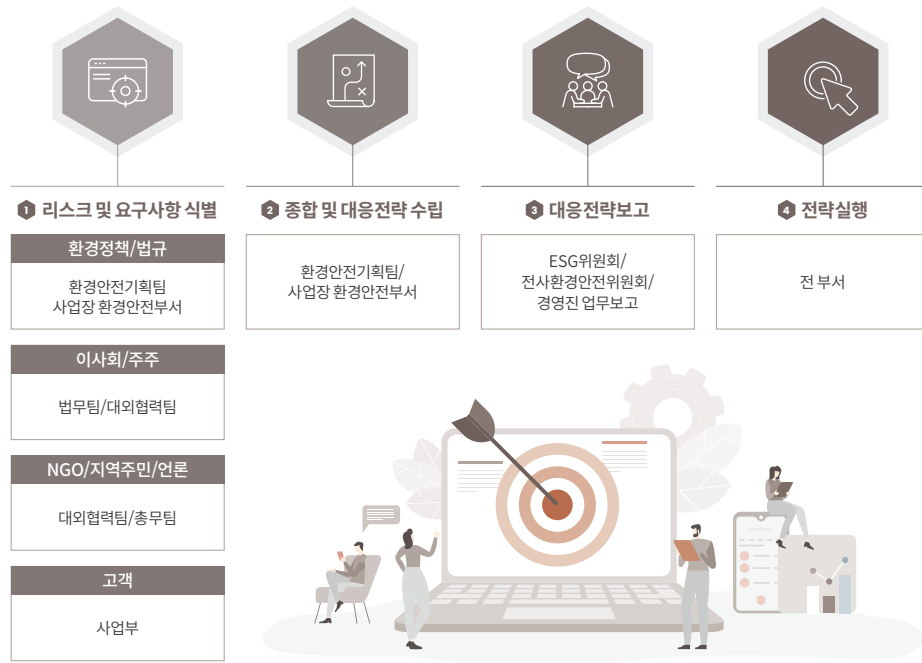 1 리스크 및 요구사항 식별
환경정책/법규
환경안전기획팀
사업장 환경안전부서
이사회/주주
법무팀/대외협력팀
NGO/지역주민/언론
대외협력팀/총무팀
고객
사업부
2 종합 및 대응전략 수립
환경안전기획팀/
사업장 환경안전부서
3 대응전략보고
ESG위원회/
전사환경안전위원회/
경영진 업무보고
4 전략실행
전 부서